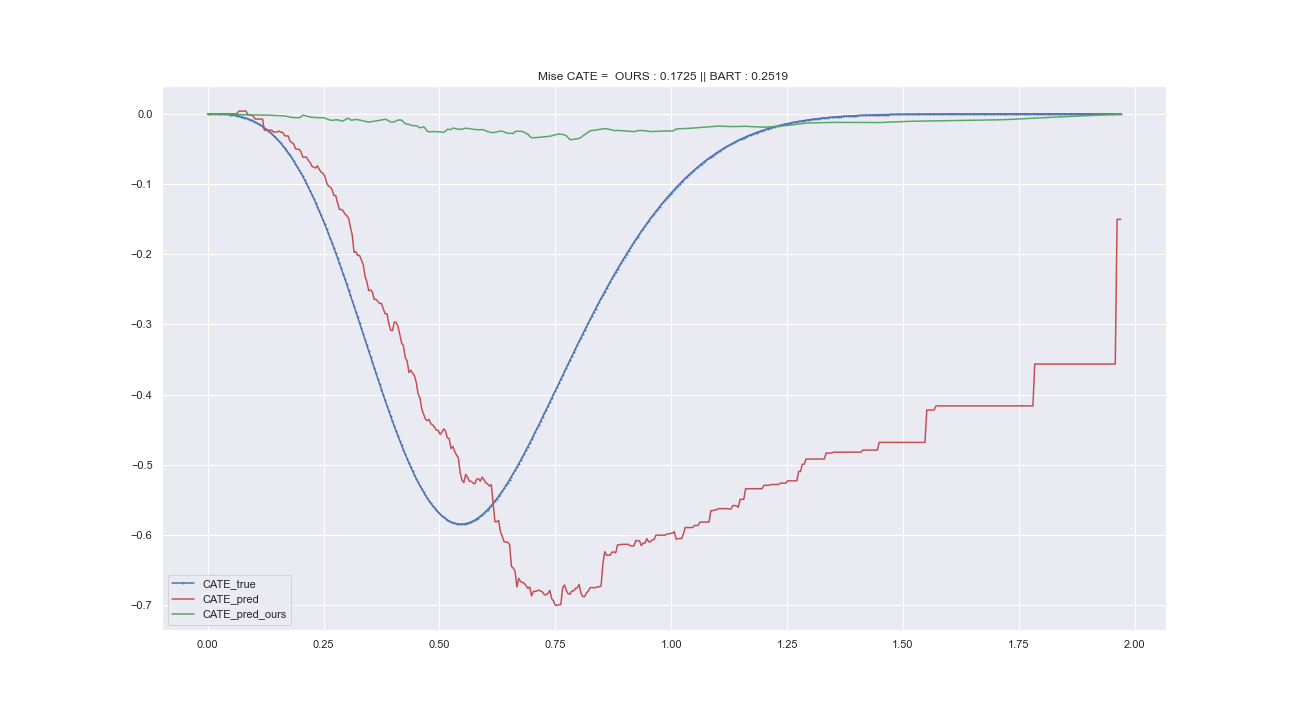 Mise CATE =  OURS : 0.1725 || BART : 0.2519
0.0
−0.1
−0.2
−0.3
−0.4
−0.5
−0.6
−0.7
CATE_true
CATE_pred
CATE_pred_ours
0.00 0.25 0.50 0.75 1.00 1.25 1.50 1.75 2.00